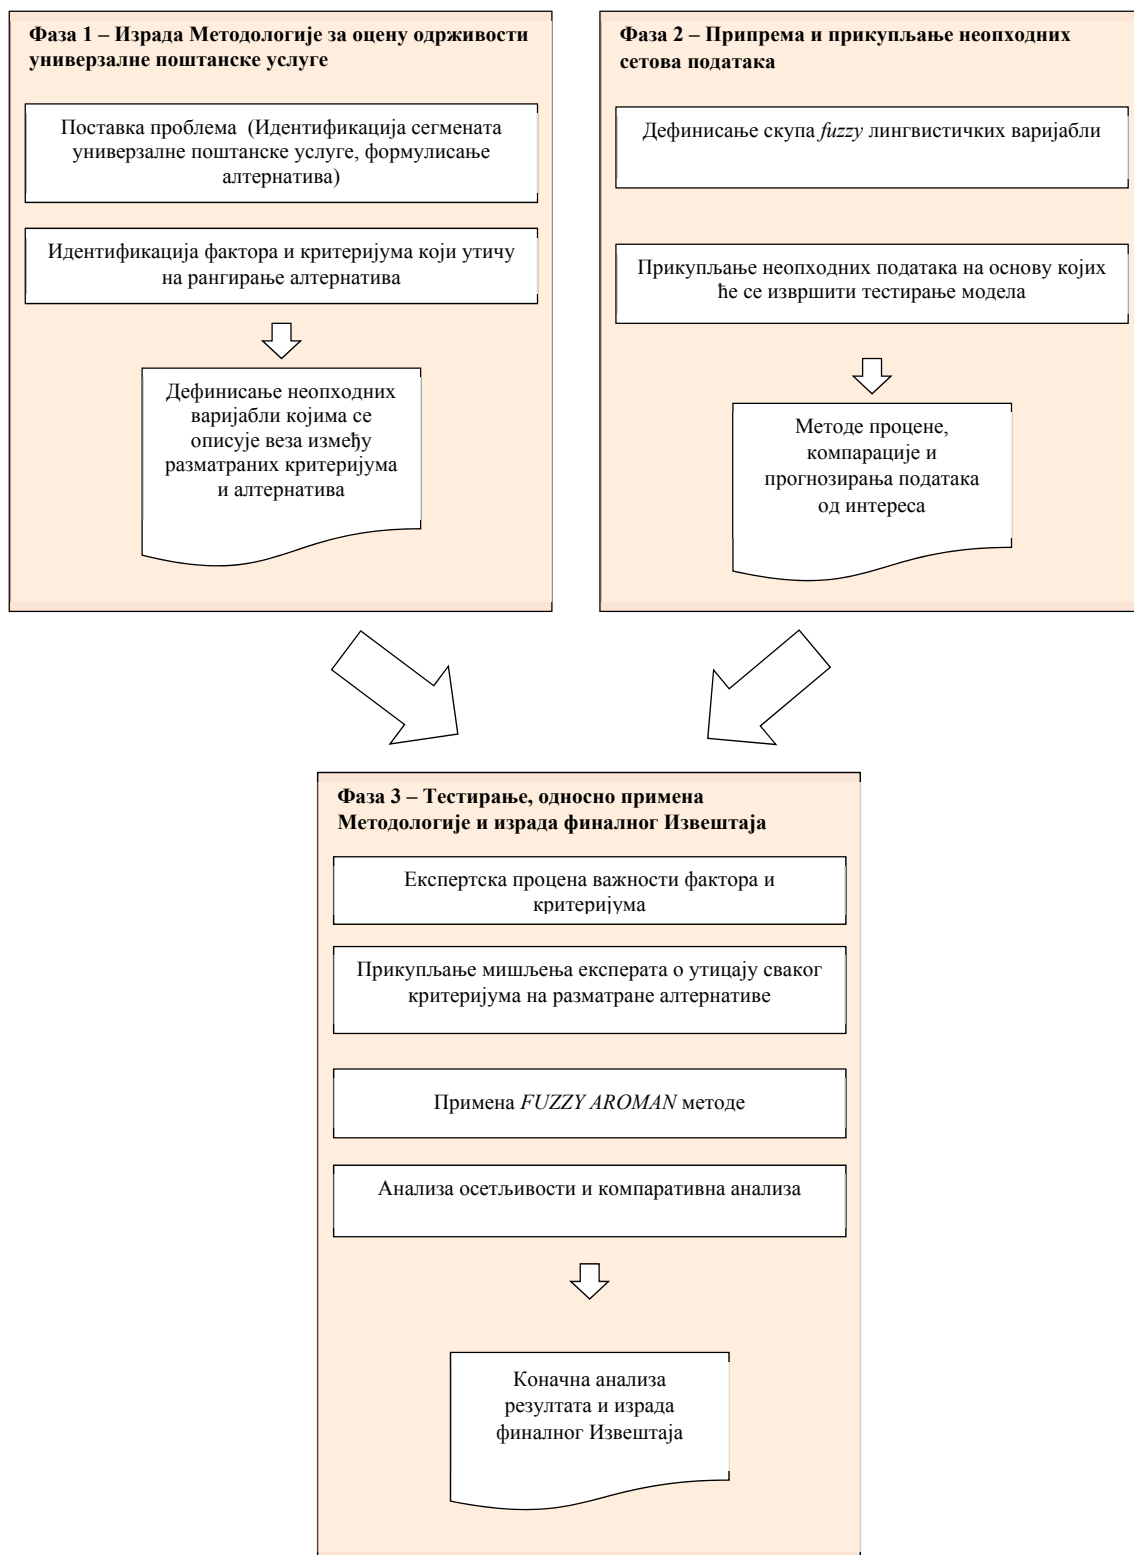 Фаза 1 – Израда Методологије за оцену одрживости
универзалне поштанске услуге
Поставка проблема (Идентификација сегмената
универзалне поштанске услуге, формулисање
алтернатива)
Идентификација фактора и критеријума који утичу
на рангирање алтернатива
Дефинисање неопходних
варијабли којима се
описује веза између
разматраних критеријума
и алтернатива
Фаза 2 – Припрема и прикупљање неопходних
сетова података
Дефинисање скупа fuzzy лингвистичких варијабли
Прикупљање неопходних података на основу којих
ће се извршити тестирање модела
Методе процене,
компарације и
прогнозирања података
од интереса
Фаза 3 – Тестирање, односно примена
Методологије и израда финалног Извештаја
Експертска процена важности фактора и
критеријума
Прикупљање мишљења експерата о утицају сваког
критеријума на разматране алтернативе
Примена FUZZY AROMAN методе
Анализа осетљивости и компаративна анализа
Коначна анализа
резултата и израда
финалног Извештаја